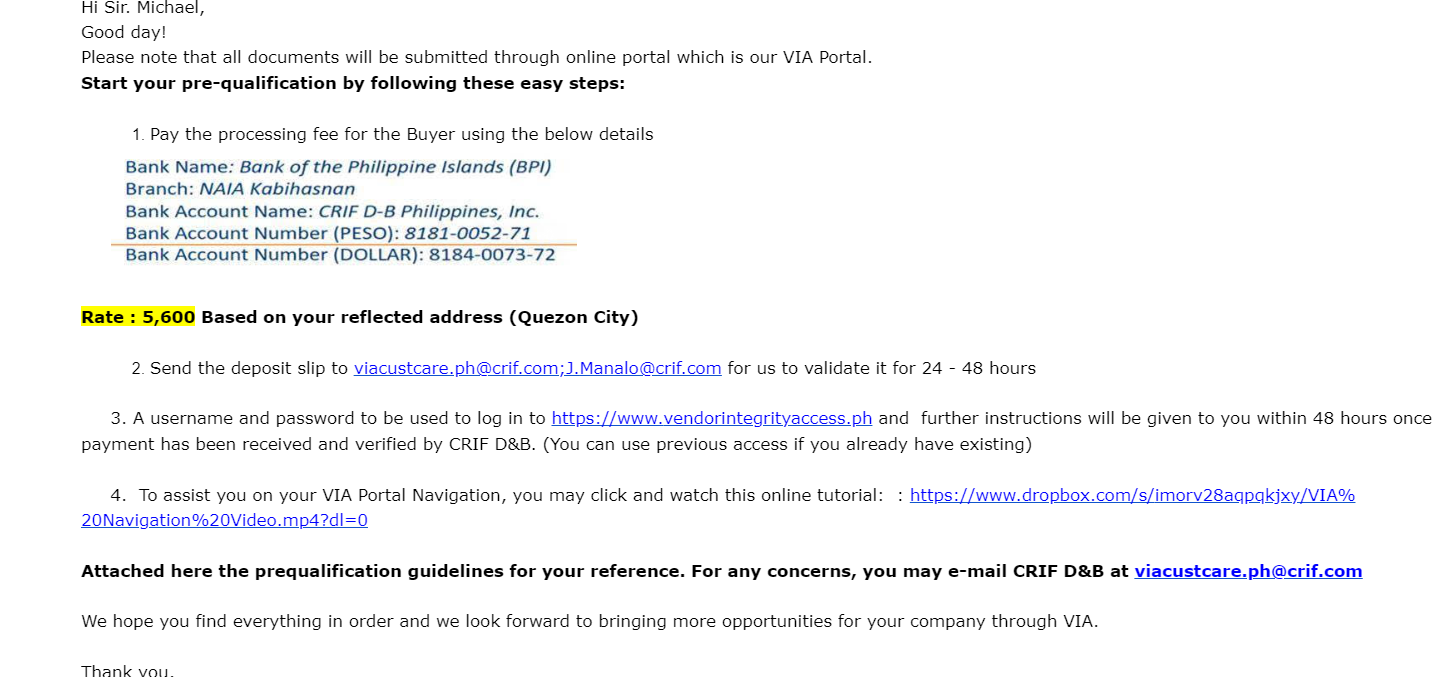 Hi Sir. Michael,
Good day!
Please note that all documents will be submitted through online portal which is our VIA Portal.
Start your pre-qualification by following these easy steps:
1. Pay the processing fee for the Buyer using the below details
Bank Name: Bank of the Philippine Islands (BPI)
Branch: NAIA Kabihasnan
Bank Account Name: CRIF D-B Philippines, Inc.
Bank Account Number (PESO): 8181-0052-71
Bank Account Number (DOLLAR): 8184-0073-72
Rate : 5,600 Based on your reflected address (Quezon City)
2. Send the deposit slip to viacustcare.ph@crif.com;J.Manalo@crif.com for us to validate it for 24 - 48 hours
3. A username and password to be used to log in to https://www.vendorintegrityaccess.ph and  further instructions will be given to you within 48 hours once
payment has been received and verified by CRIF D&B. (You can use previous access if you already have existing)
4.  To assist you on your VIA Portal Navigation, you may click and watch this online tutorial:  : https://www.dropbox.com/s/imorv28aqpqkjxy/VIA%
20Navigation%20Video.mp4?dl=0
Attached here the prequalification guidelines for your reference. For any concerns, you may e-mail CRIF D&B at viacustcare.ph@crif.com
We hope you find everything in order and we look forward to bringing more opportunities for your company through VIA.
Thank you.